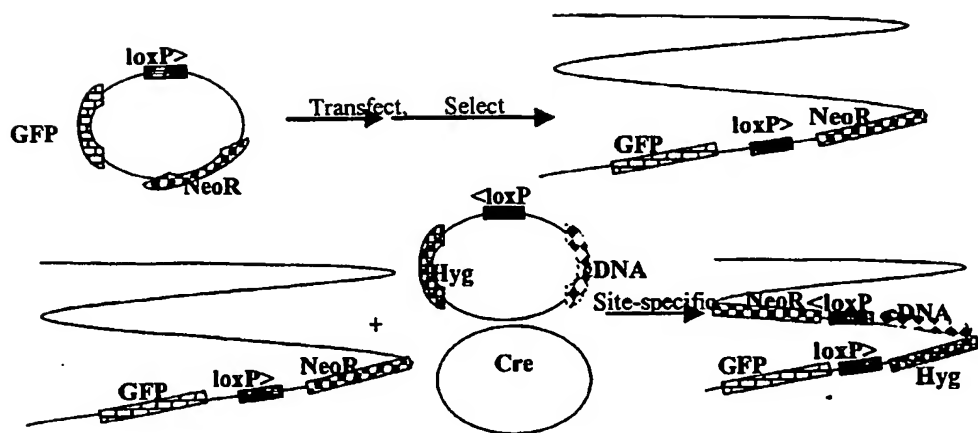 loxP>
GFP
NeoR
Transfect, Select
GFP loxP> NeoR
<loxP
Hyg
DNA
Cre
+
GFP loxP> NeoR
Site-specific
NeoR <loxP cDNA
GFP loxP> Hyg